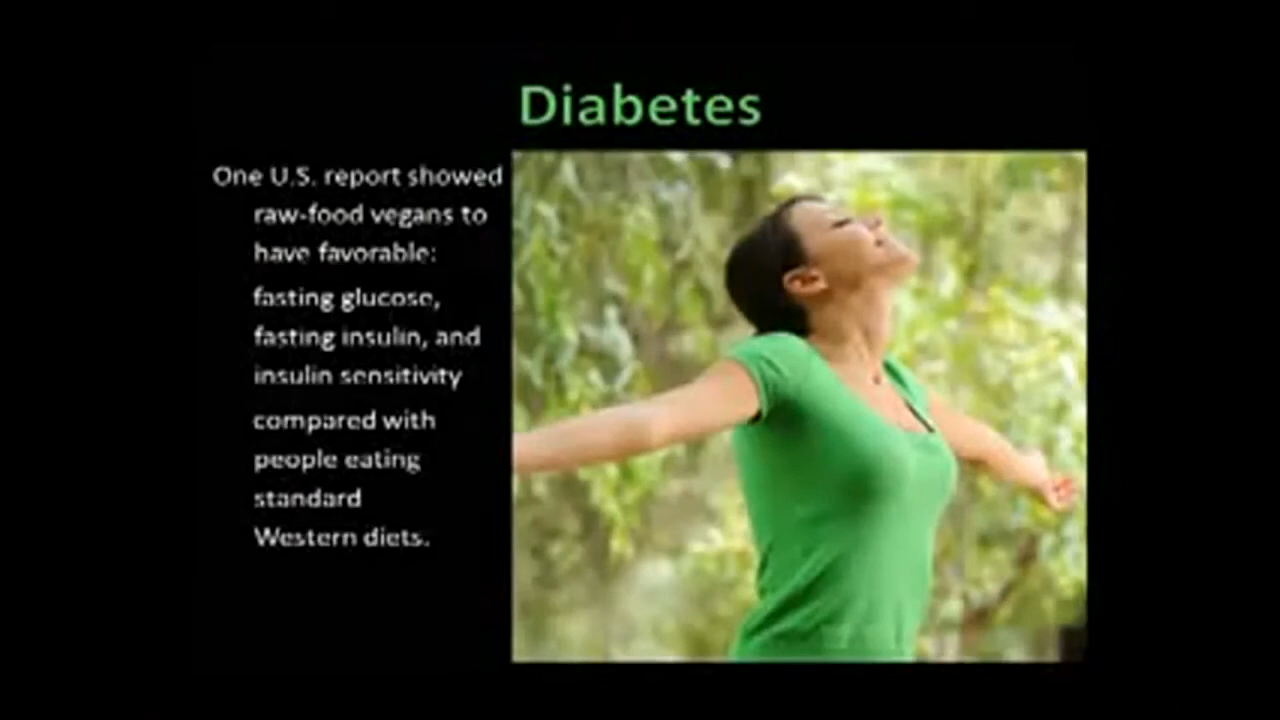 Diabetes
One U.S. report showed
raw-food vegans to
have favorable:
fasting glucose,
fasting insulin, and
insulin sensitivity
compared with
people eating
standard
Western diets.